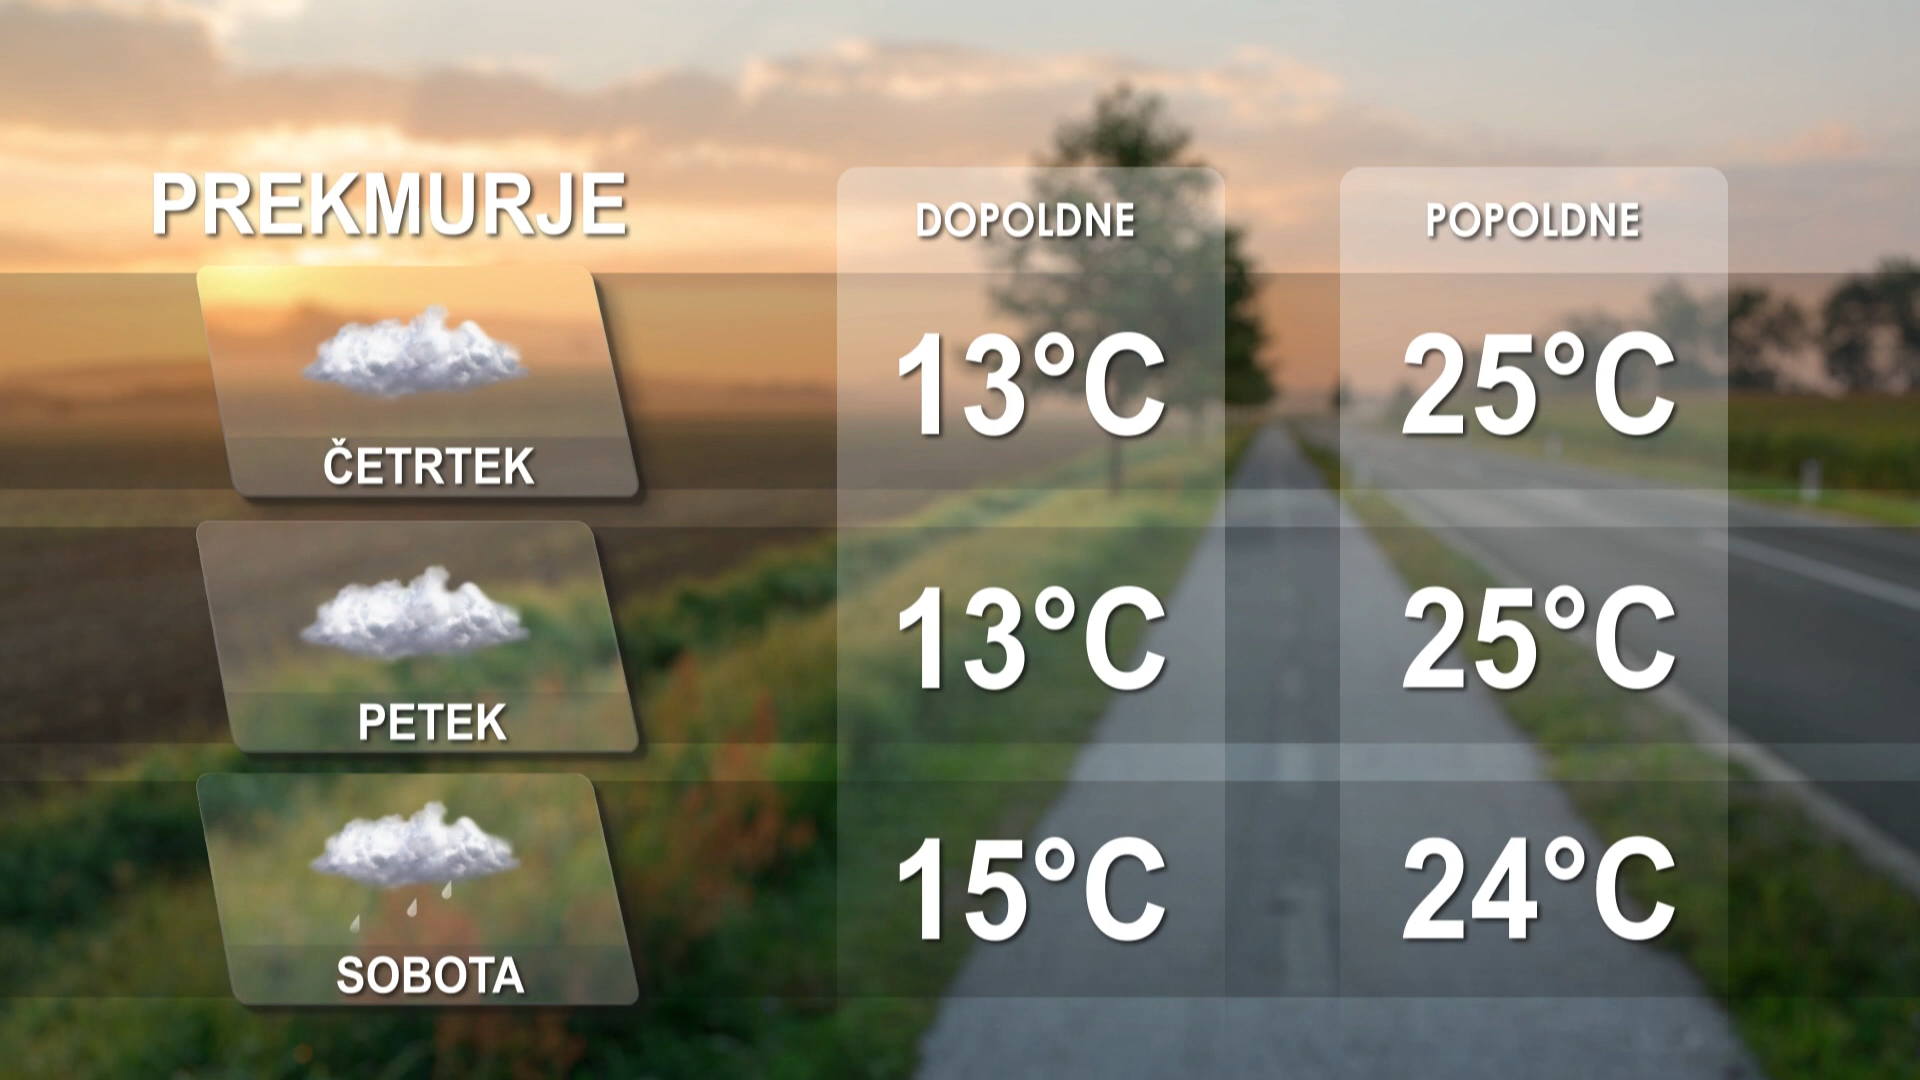 PREKMURJE
DOPOLDNE POPOLDNE
13°C 25°C
ČETRTEK
13°C 25°C
PETEK
15°C 24°C
SOBOTA